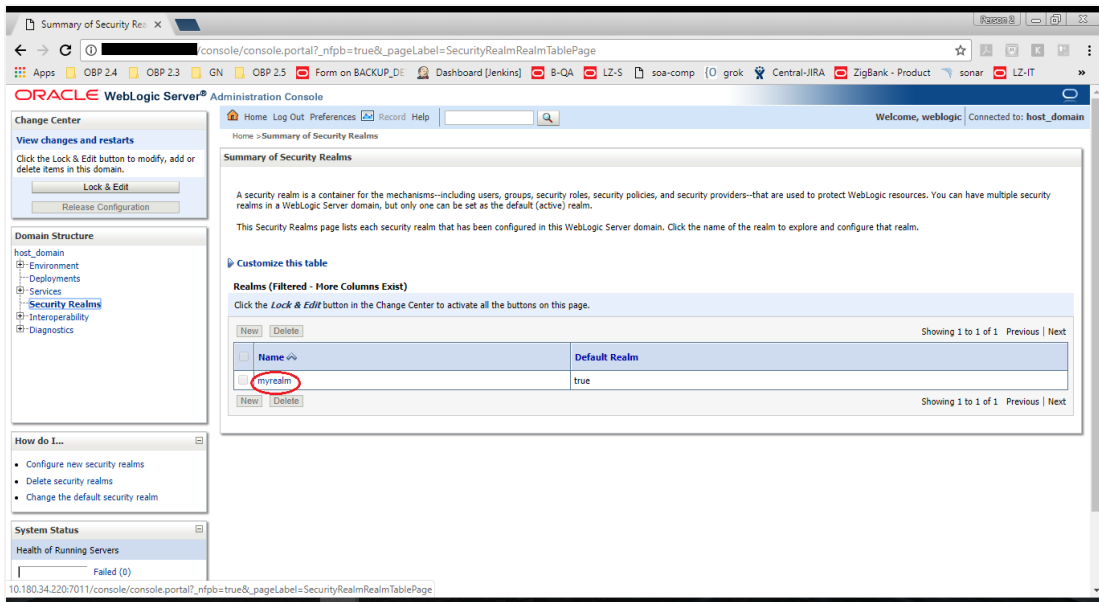 Summary of Security Rea
Person 2
/console/console.portal?_nfpb=true&_pageLabel=SecurityRealmRealmTablePage
Apps OBP 2.4 OBP 2.3 GN OBP 2.5 Form on BACKUP_DE Dashboard [Jenkins] B-QA LZ-S soa-comp {O grok Central-JIRA ZigBank - Product sonar LZ-IT »
ORACLE WebLogic Server® Administration Console
Change Center
View changes and restarts
Click the Lock & Edit button to modify, add or
delete items in this domain.
Lock & Edit
Release Configuration
Domain Structure
host_domain
Environment
Deployments
Services
Security Realms
Interoperability
Diagnostics
How do I...
Configure new security realms
Delete security realms
Change the default security realm
System Status
Health of Running Servers
Failed (0)
Home Log Out Preferences Record Help
Welcome, weblogic Connected to: host_domain
Home >Summary of Security Realms
Summary of Security Realms
A security realm is a container for the mechanisms--including users, groups, security roles, security policies, and security providers--that are used to protect WebLogic resources. You can have multiple security
realms in a WebLogic Server domain, but only one can be set as the default (active) realm.
This Security Realms page lists each security realm that has been configured in this WebLogic Server domain. Click the name of the realm to explore and configure that realm.
Customize this table
Realms (Filtered - More Columns Exist)
Click the Lock & Edit button in the Change Center to activate all the buttons on this page.
New Delete Showing 1 to 1 of 1 Previous | Next
Name Default Realm
myrealm true
New Delete Showing 1 to 1 of 1 Previous | Next
10.180.34.220:7011/console/console.portal?_nfpb=true&_pageLabel=SecurityRealmRealmTablePage